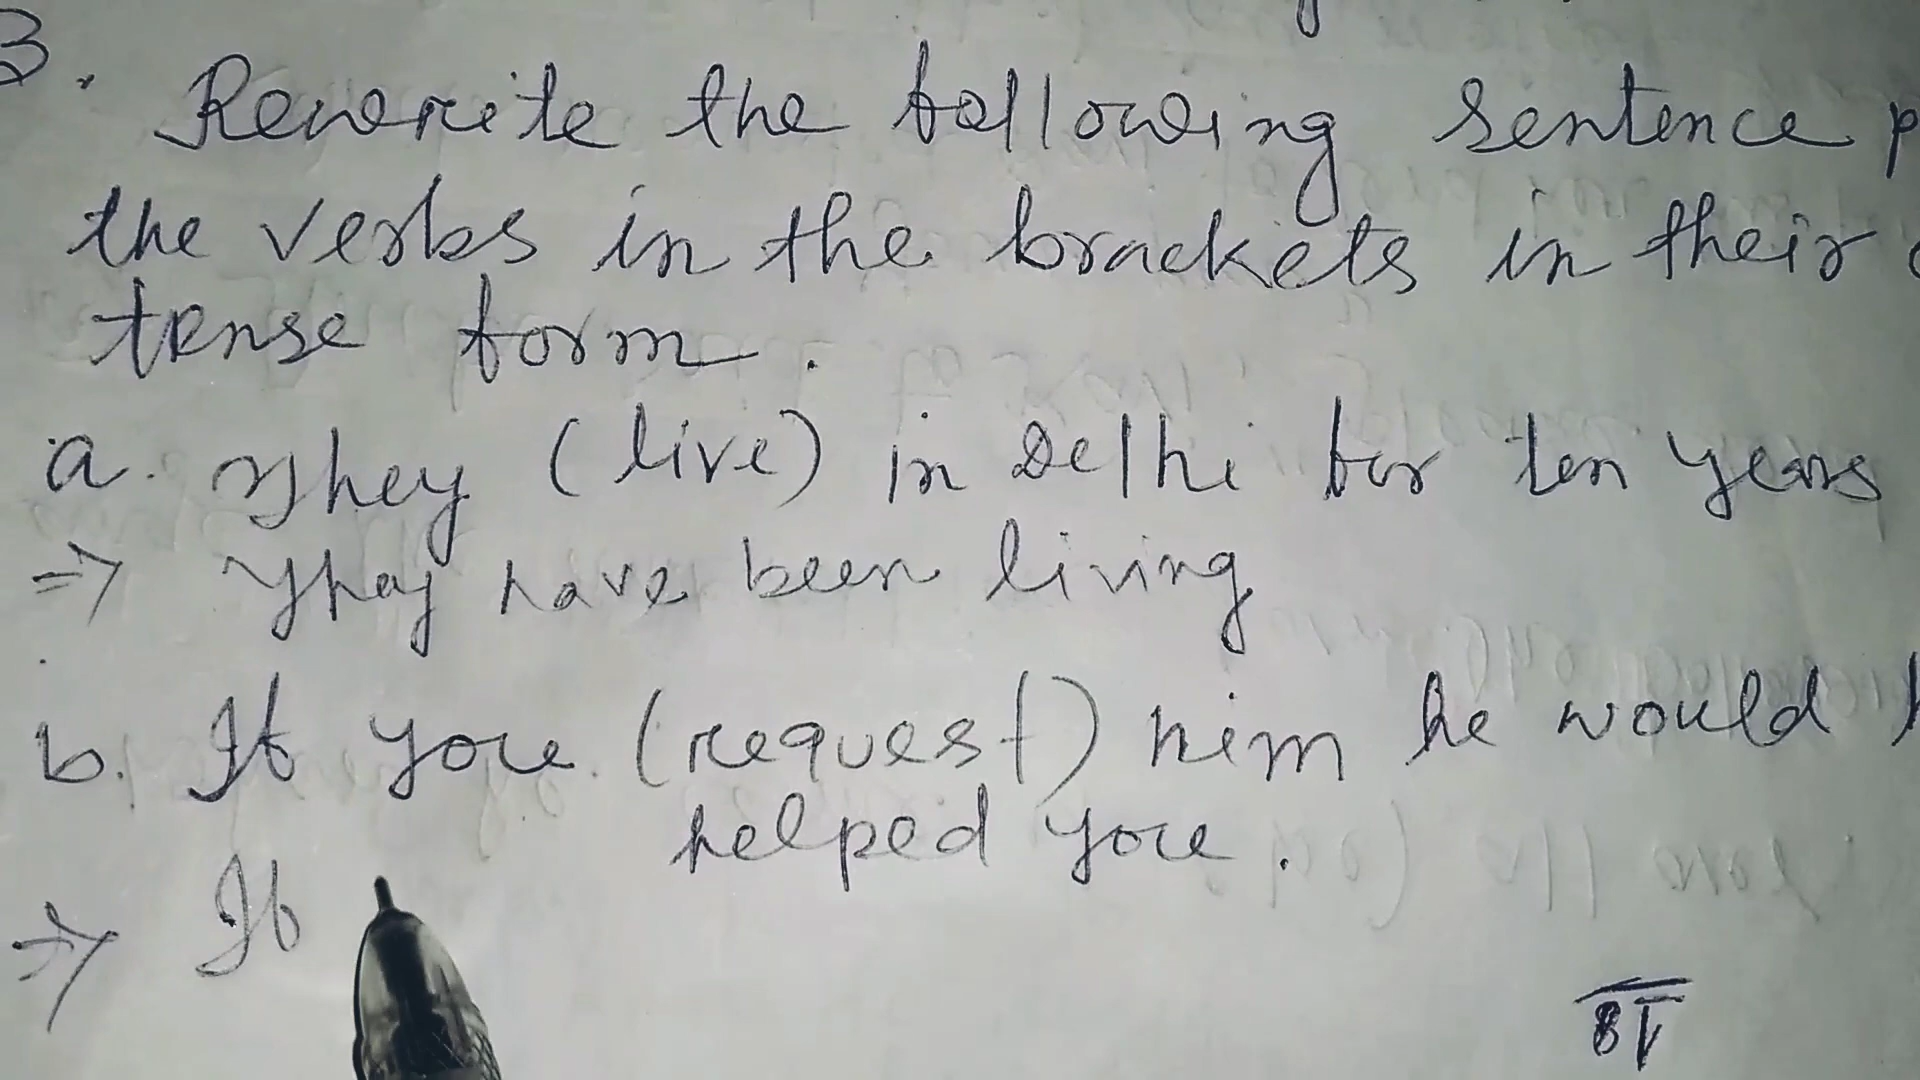 3. Rewrite the following sentence p
the verbs in the brackets in their
tense form.
a. They (live) in Delhi for ten years
=> They have been living
b. If you (request) him he would h
helped you.
=> If